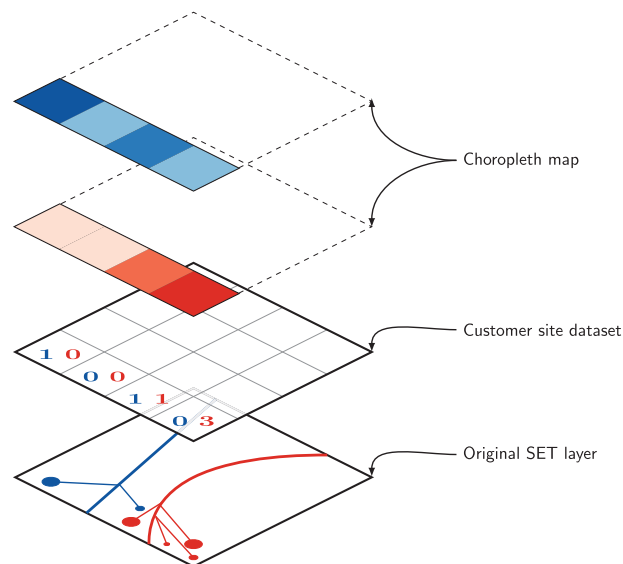 Choropleth map
Customer site dataset
1 0
0 0
1 1
0 3
Original SET layer